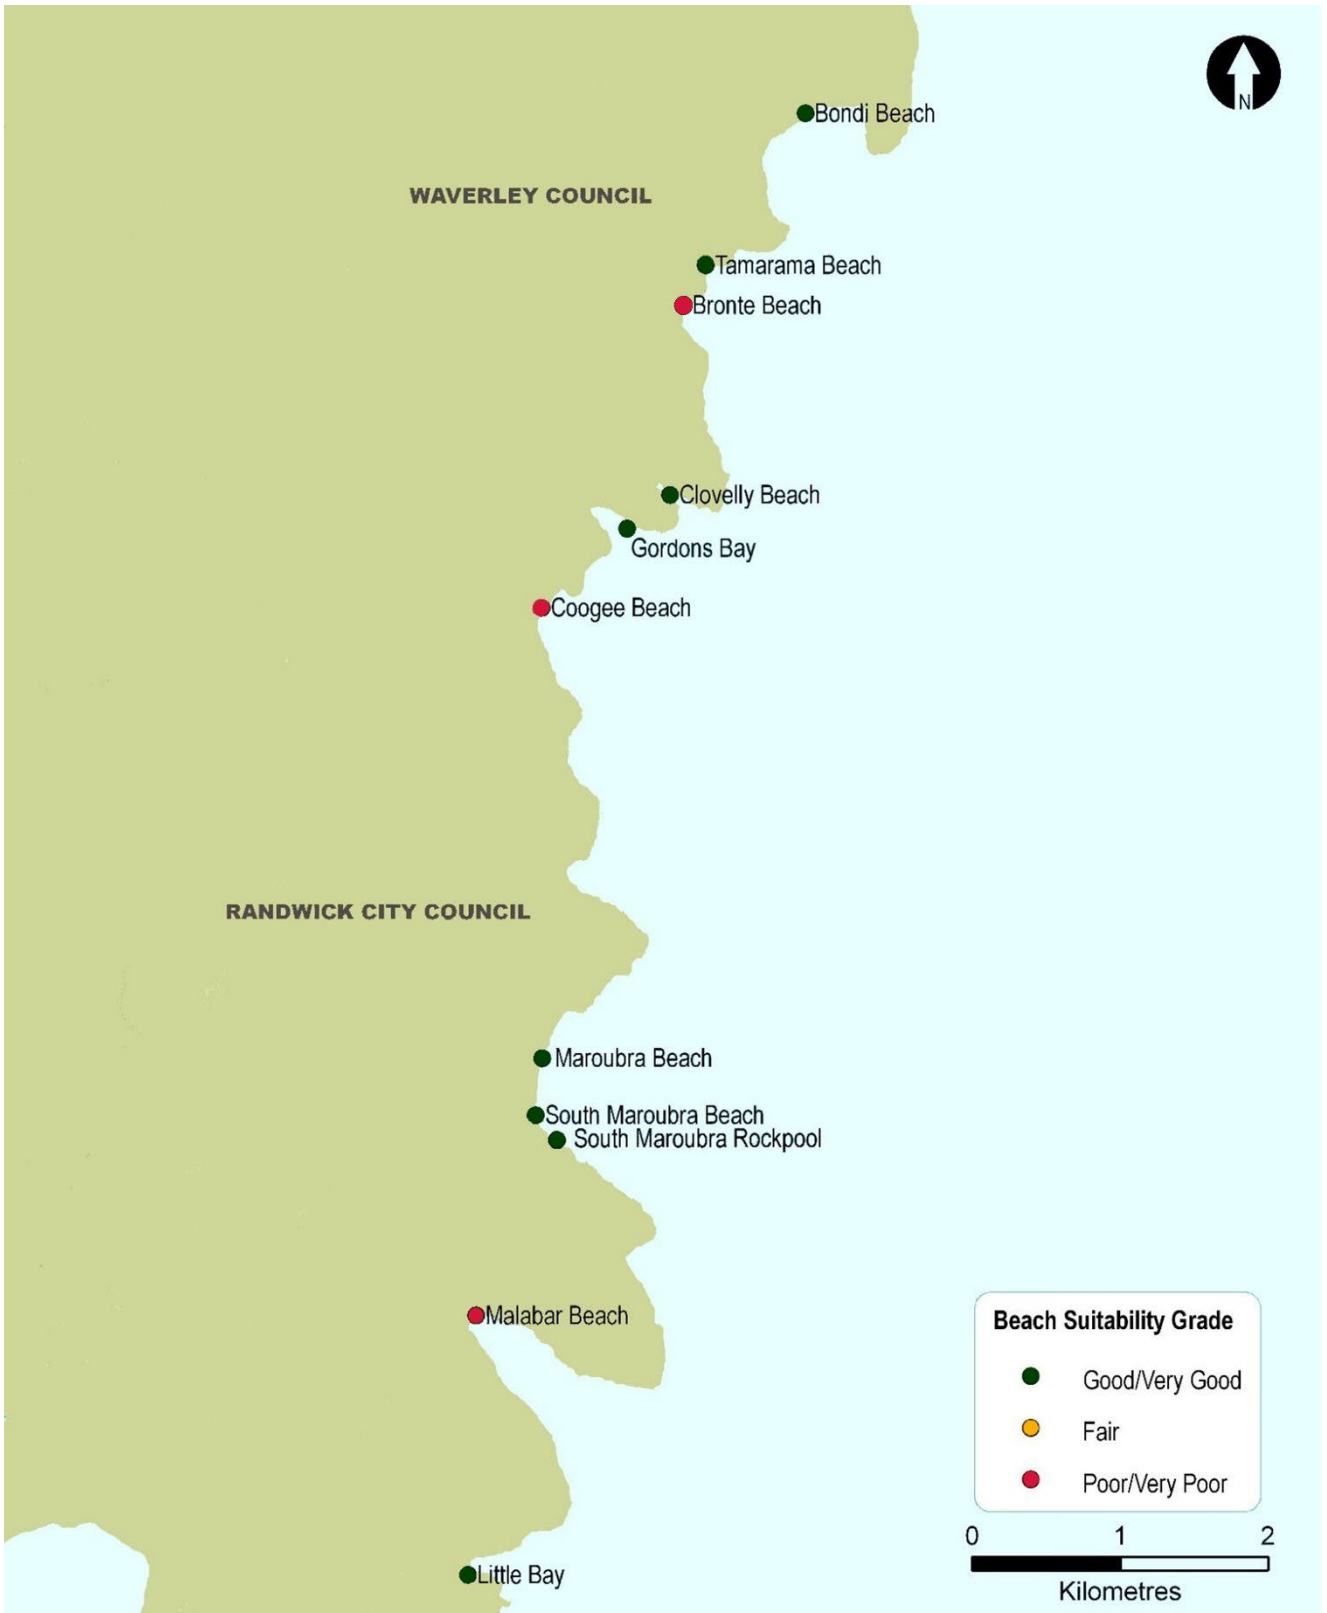 N
Bondi Beach
WAVERLEY COUNCIL
Tamarama Beach
Bronte Beach
Clovelly Beach
Gordons Bay
Coogee Beach
RANDWICK CITY COUNCIL
Maroubra Beach
South Maroubra Beach
South Maroubra Rockpool
Malabar Beach
Little Bay
Beach Suitability Grade
Good/Very Good
Fair
Poor/Very Poor
0 1 2
Kilometres